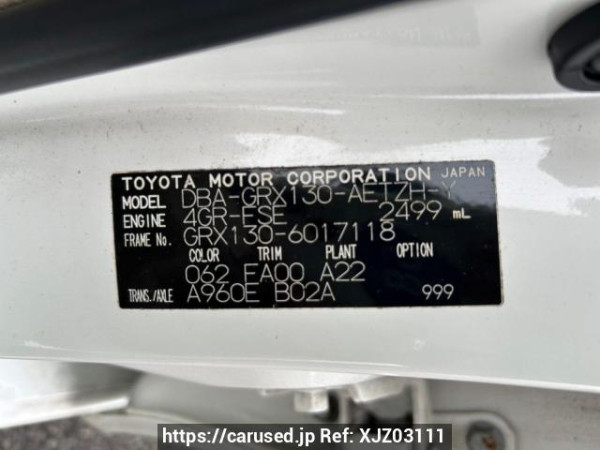 TOYOTA MOTOR CORPORATION JAPAN
MODEL DBA-GRX130-AETZH-Y
ENGINE 4GR-FSE 2499 mL
FRAME No. GRX130-6017118
COLOR TRIM PLANT OPTION
062 FA00 A22
TRANS./AXLE A960E B02A 999
https://carused.jp Ref: XJZ03111